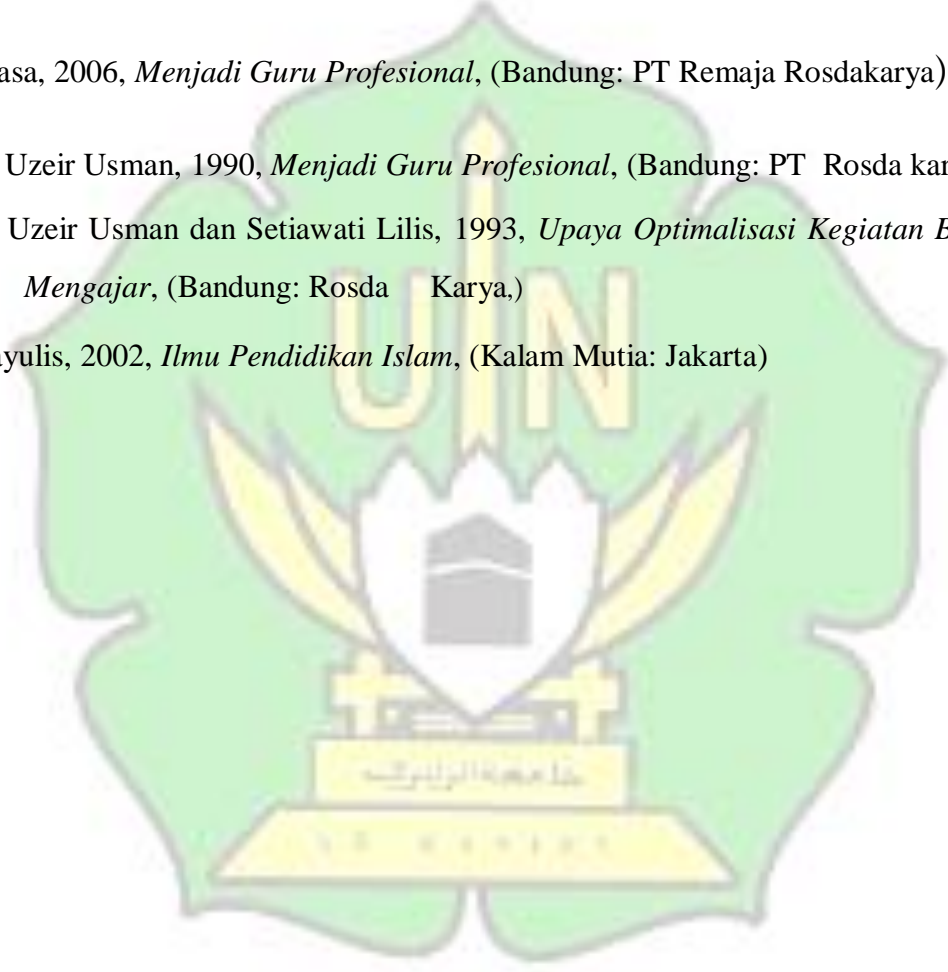 asa, 2006, Menjadi Guru Profesional, (Bandung: PT Remaja Rosdakarya)
Uzeir Usman, 1990, Menjadi Guru Profesional, (Bandung: PT Rosda kar
Uzeir Usman dan Setiawati Lilis, 1993, Upaya Optimalisasi Kegiatan B
Mengajar, (Bandung: Rosda Karya,)
ayulis, 2002, Ilmu Pendidikan Islam, (Kalam Mutia: Jakarta)
UIN